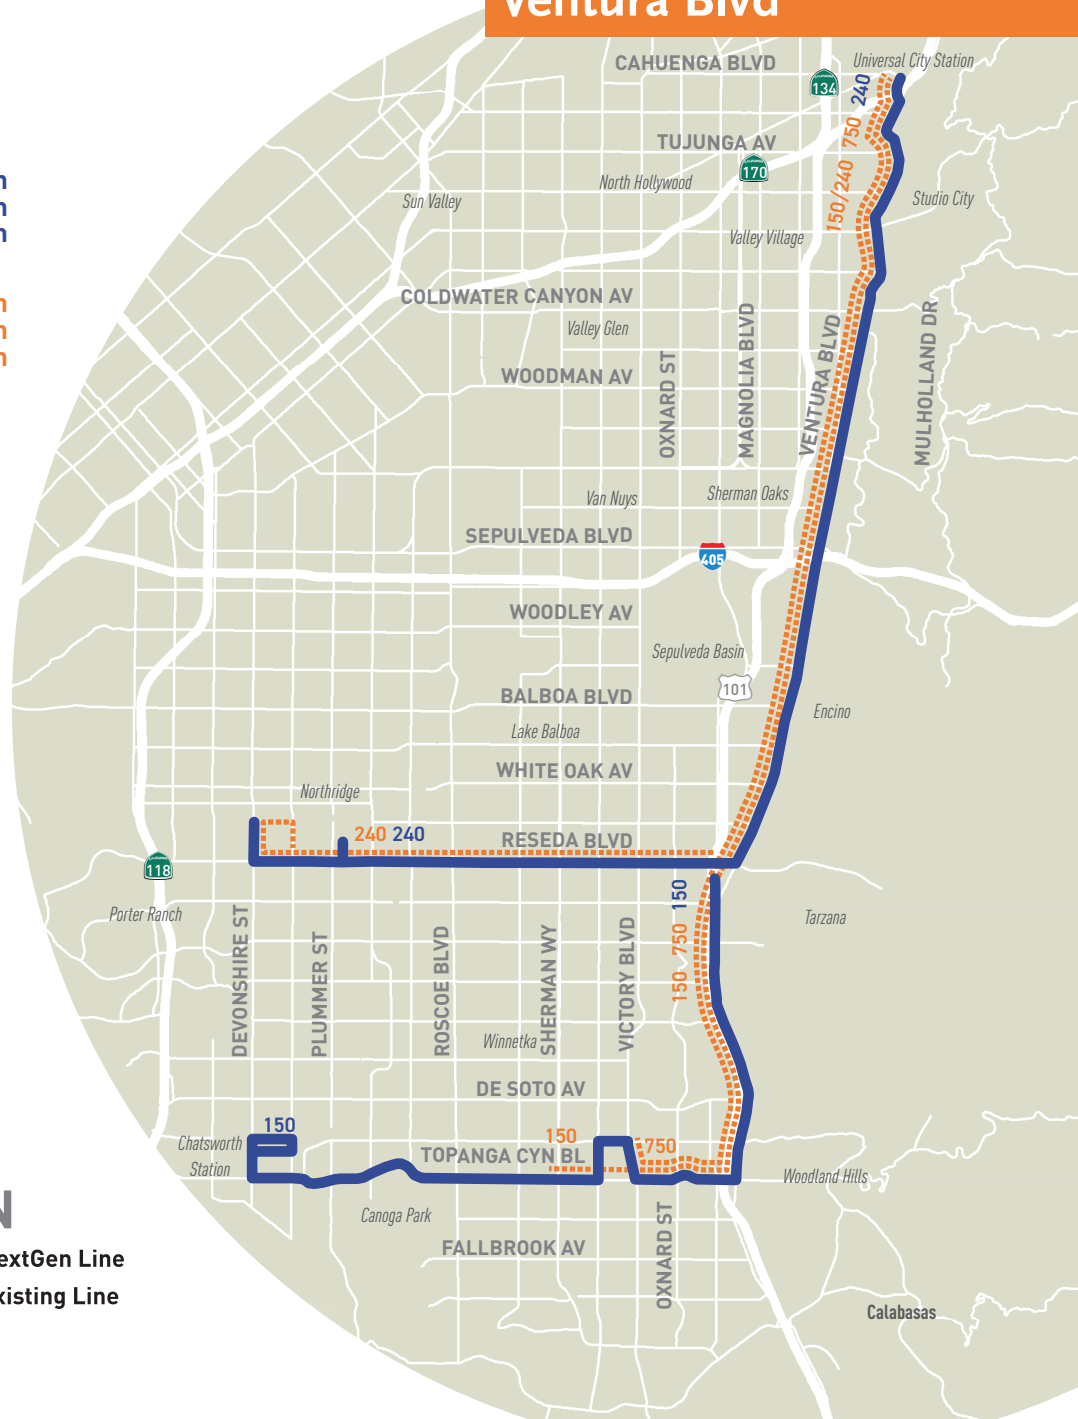 Ventura Blvd
CAHUENGA BLVD
Universal City Station
134
240
TUJUNGA AV
750
170
North Hollywood
150/240
Sun Valley
Studio City
Valley Village
COLDWATER CANYON AV
Valley Glen
MAGNOLIA BLVD
VENTURA BLVD
MULHOLLAND DR
OXNARD ST
WOODMAN AV
Van Nuys
Sherman Oaks
SEPULVEDA BLVD
405
WOODLEY AV
Sepulveda Basin
101
BALBOA BLVD
Encino
Lake Balboa
WHITE OAK AV
Northridge
240 240
RESEDA BLVD
118
150
Porter Ranch
Tarzana
DEVONSHIRE ST
PLUMMER ST
ROSCOE BLVD
SHERMAN WY
VICTORY BLVD
750
150
Winnetka
DE SOTO AV
150
Chatsworth
Station
150
750
TOPANGA CYN BL
Woodland Hills
Canoga Park
OXNARD ST
FALLBROOK AV
Calabasas
N
extGen Line
xisting Line